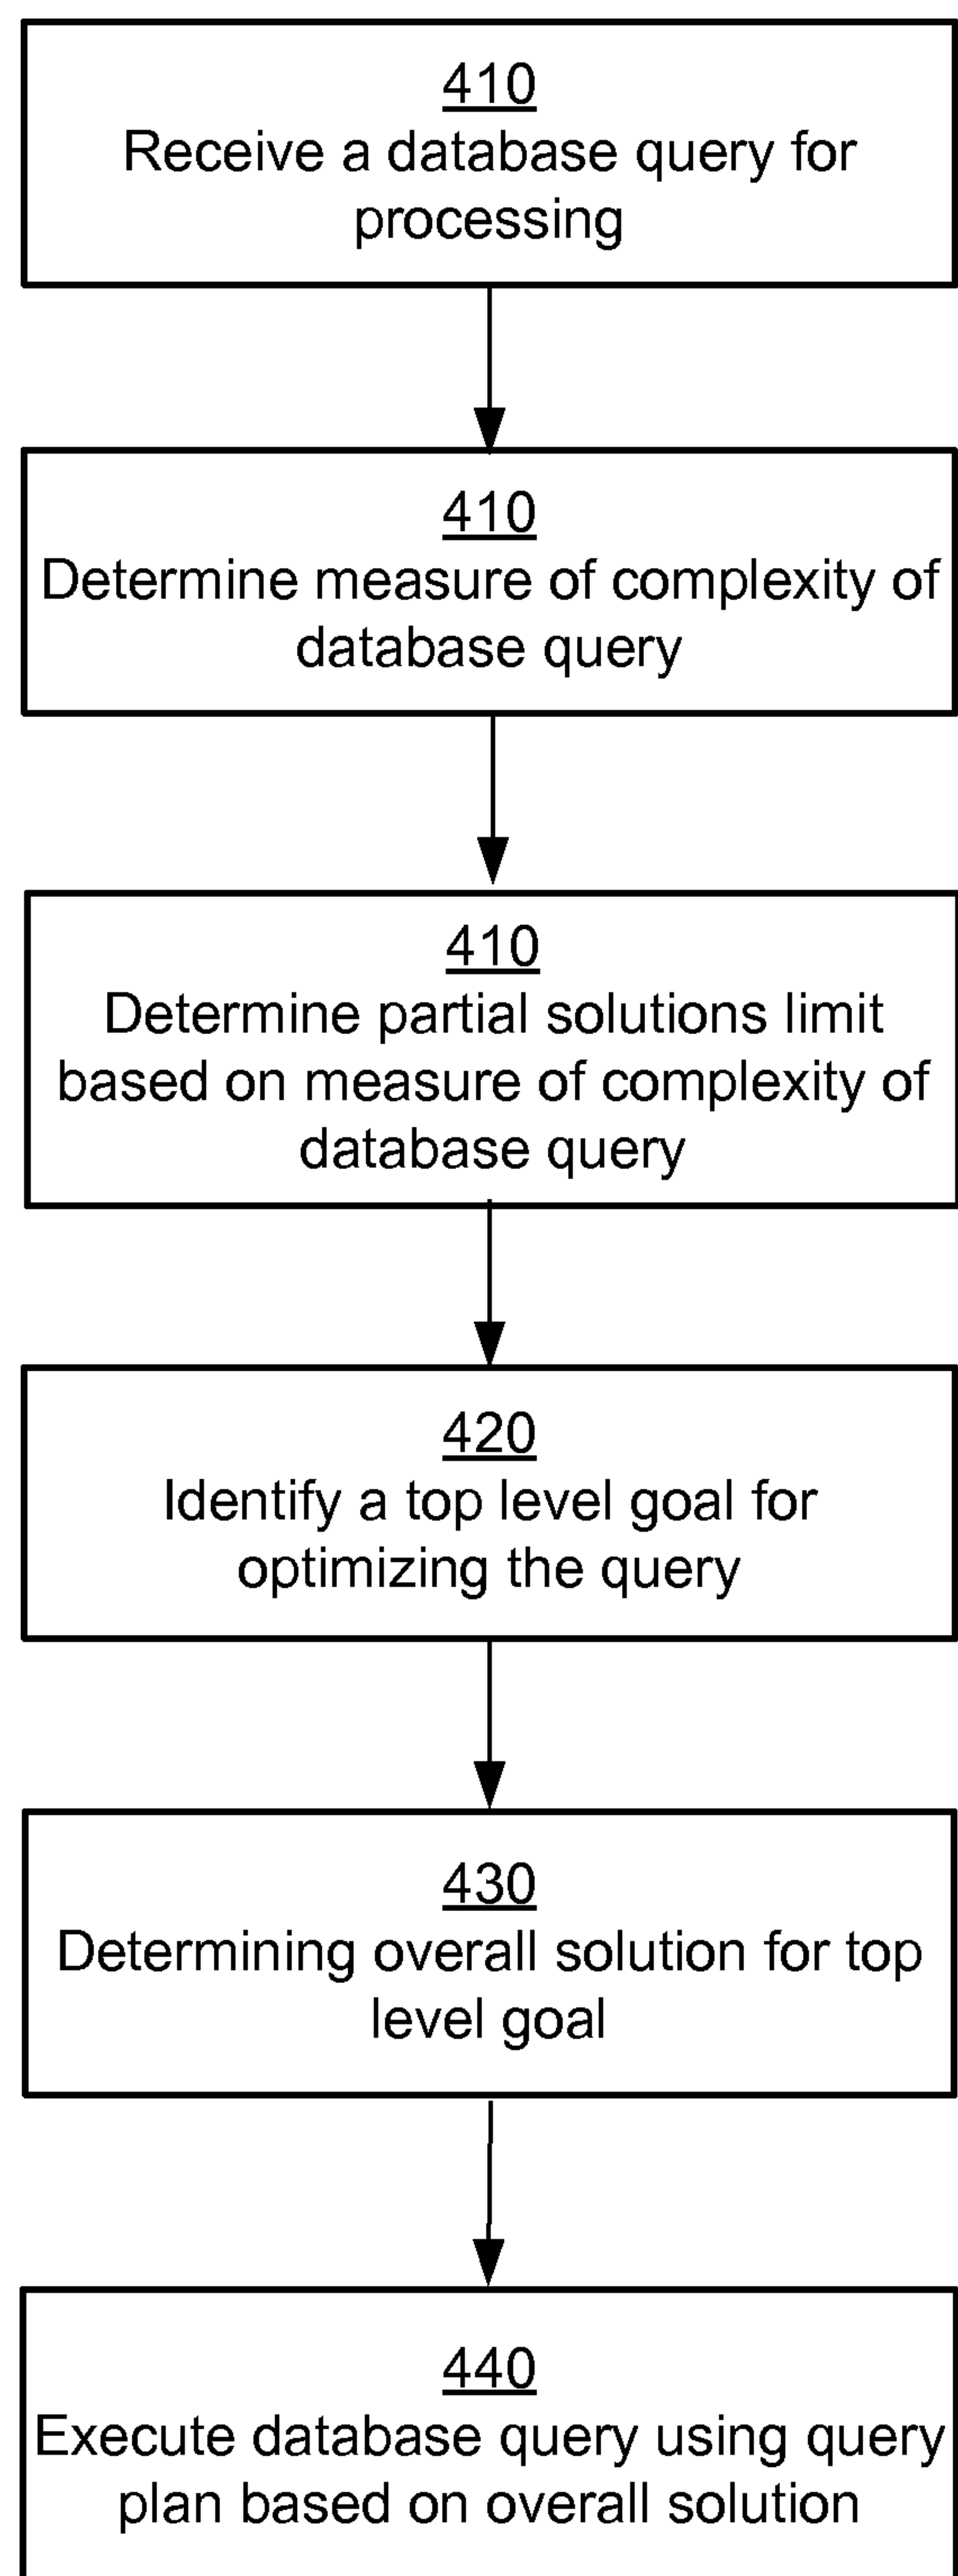 410
Receive a database query for
processing
410
Determine measure of complexity of
database query
410
Determine partial solutions limit
based on measure of complexity of
database query
420
Identify a top level goal for
optimizing the query
430
Determining overall solution for top
level goal
440
Execute database query using query
plan based on overall solution